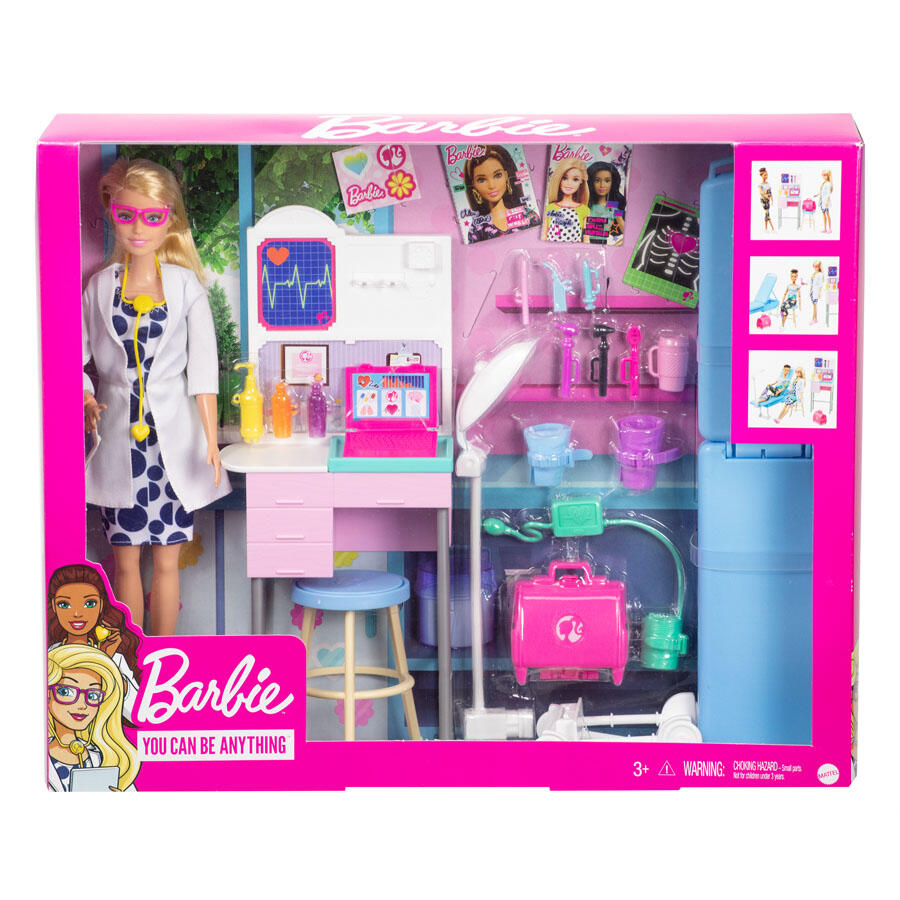 Barbie
Barbie
Barbie
Barbie
Barbie
YOU CAN BE ANYTHING
3+ WARNING: CHOKING HAZARD – Small parts.
Not for children under 3 years.
MATTEL